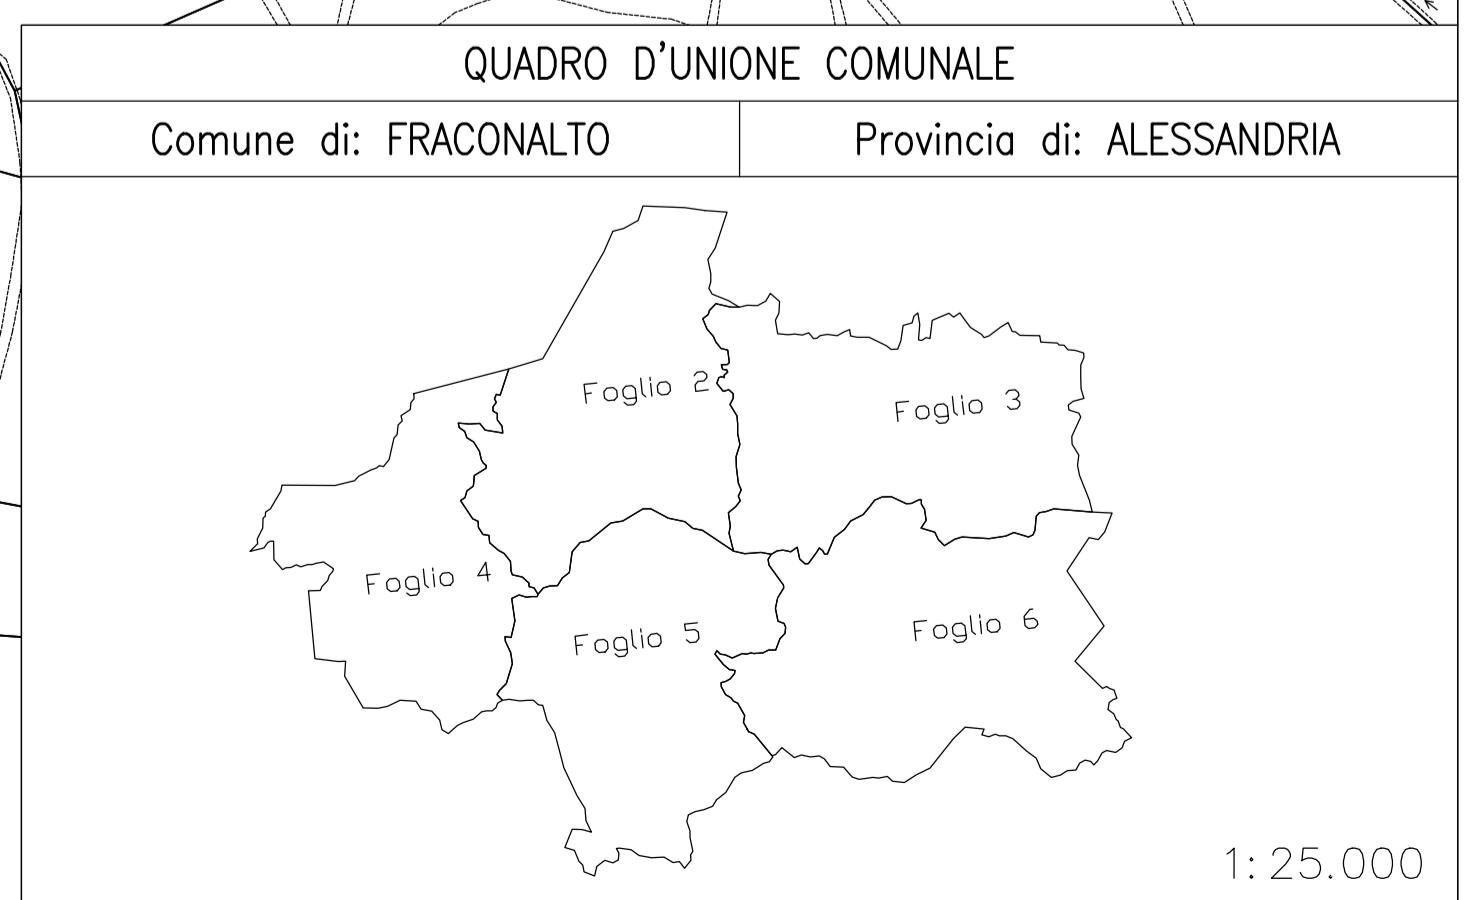 QUADRO D'UNIONE COMUNALE
Comune di: FRACONALTO
Provincia di: ALESSANDRIA
Foglio 2
Foglio 3
Foglio 4
Foglio 5
Foglio 6
1: 25.000